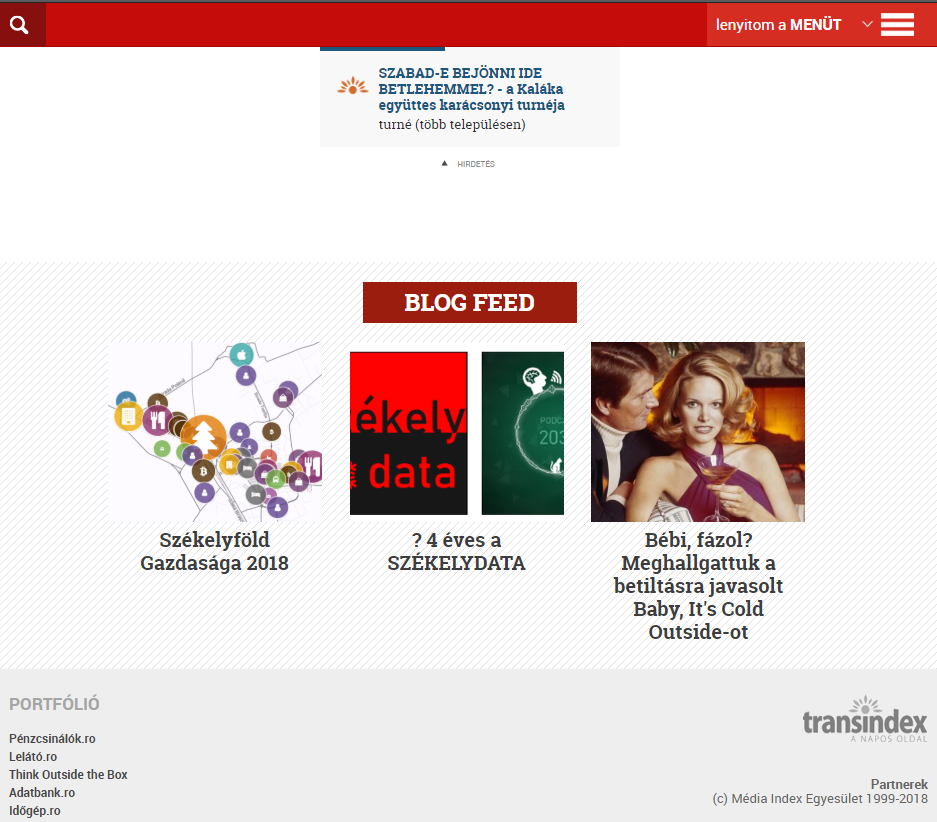 lenyitom a MENÜT
SZABAD-E BEJÖNNI IDE
BETLEHEMMEL? - a Kaláka
együttes karácsonyi turnéja
turné (több településen)
▲ HIRDETÉS
BLOG FEED
ékely
data
PODC
203
Székelyföld
Gazdasága 2018
? 4 éves a
SZÉKELYDATA
Bébi, fázol?
Meghallgattuk a
betiltásra javasolt
Baby, It's Cold
Outside-ot
PORTFÓLIÓ
Pénzcsinálók.ro
Lelátó.ro
Think Outside the Box
Adatbank.ro
Időgép.ro
transindex
A NAPOS OLDAL
Partnerek
(c) Média Index Egyesület 1999-2018